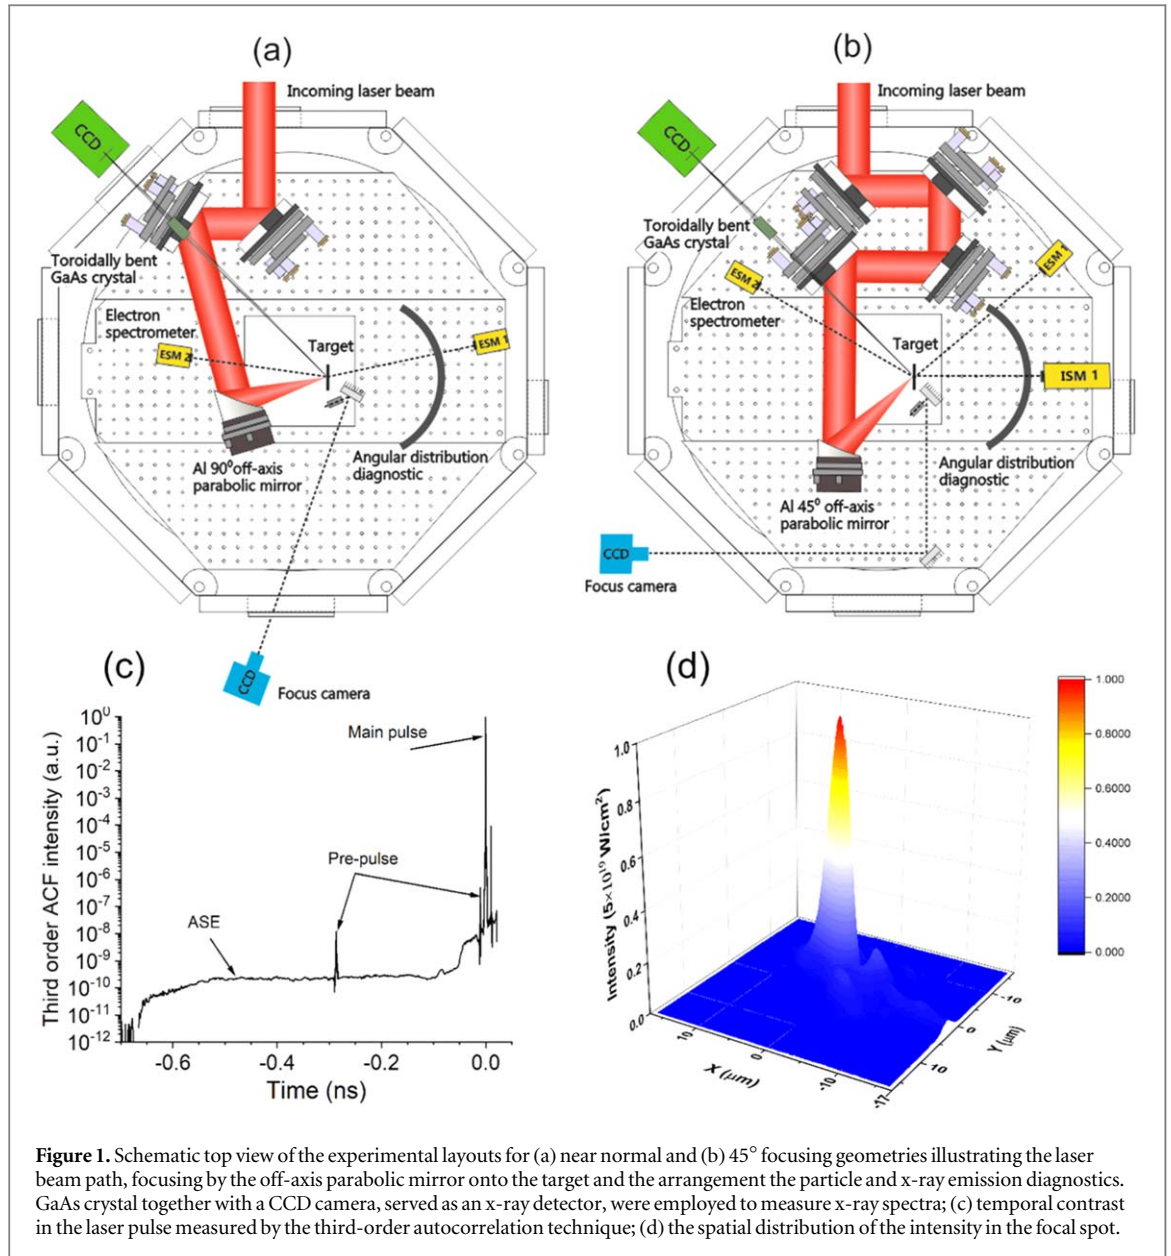 (a)
Incoming laser beam
CCD
Toroidally bent
GaAs crystal
Electron
spectrometer
ESM 2
Target
ESM 1
Al 90⁰off-axis
parabolic mirror
Angular distribution
diagnostic
CCD
Focus camera
(b)
Incoming laser beam
CCD
Toroidally bent
GaAs crystal
ESM 2
ESM 1
Electron
spectrometer
Target
ISM 1
Angular distribution
diagnostic
Al 45⁰ off-axis
parabolic mirror
CCD
Focus camera
(c)
Third order ACF intensity (a.u.)
10⁰
10⁻¹
10⁻²
10⁻³
10⁻⁴
10⁻⁵
10⁻⁶
10⁻⁷
10⁻⁸
10⁻⁹
10⁻¹⁰
10⁻¹¹
10⁻¹²
Main pulse
Pre-pulse
ASE
-0.6 -0.4 -0.2 0.0
Time (ns)
(d)
Intensity (5×10¹⁹ W/cm²)
1.0
0.8
0.6
0.4
0.2
0.0
10 0 -10 -17
X (μm)
-10
0
10
Y (μm)
1.000
0.8000
0.6000
0.4000
0.2000
0.000
Figure 1. Schematic top view of the experimental layouts for (a) near normal and (b) 45° focusing geometries illustrating the laser
beam path, focusing by the off-axis parabolic mirror onto the target and the arrangement the particle and x-ray emission diagnostics.
GaAs crystal together with a CCD camera, served as an x-ray detector, were employed to measure x-ray spectra; (c) temporal contrast
in the laser pulse measured by the third-order autocorrelation technique; (d) the spatial distribution of the intensity in the focal spot.